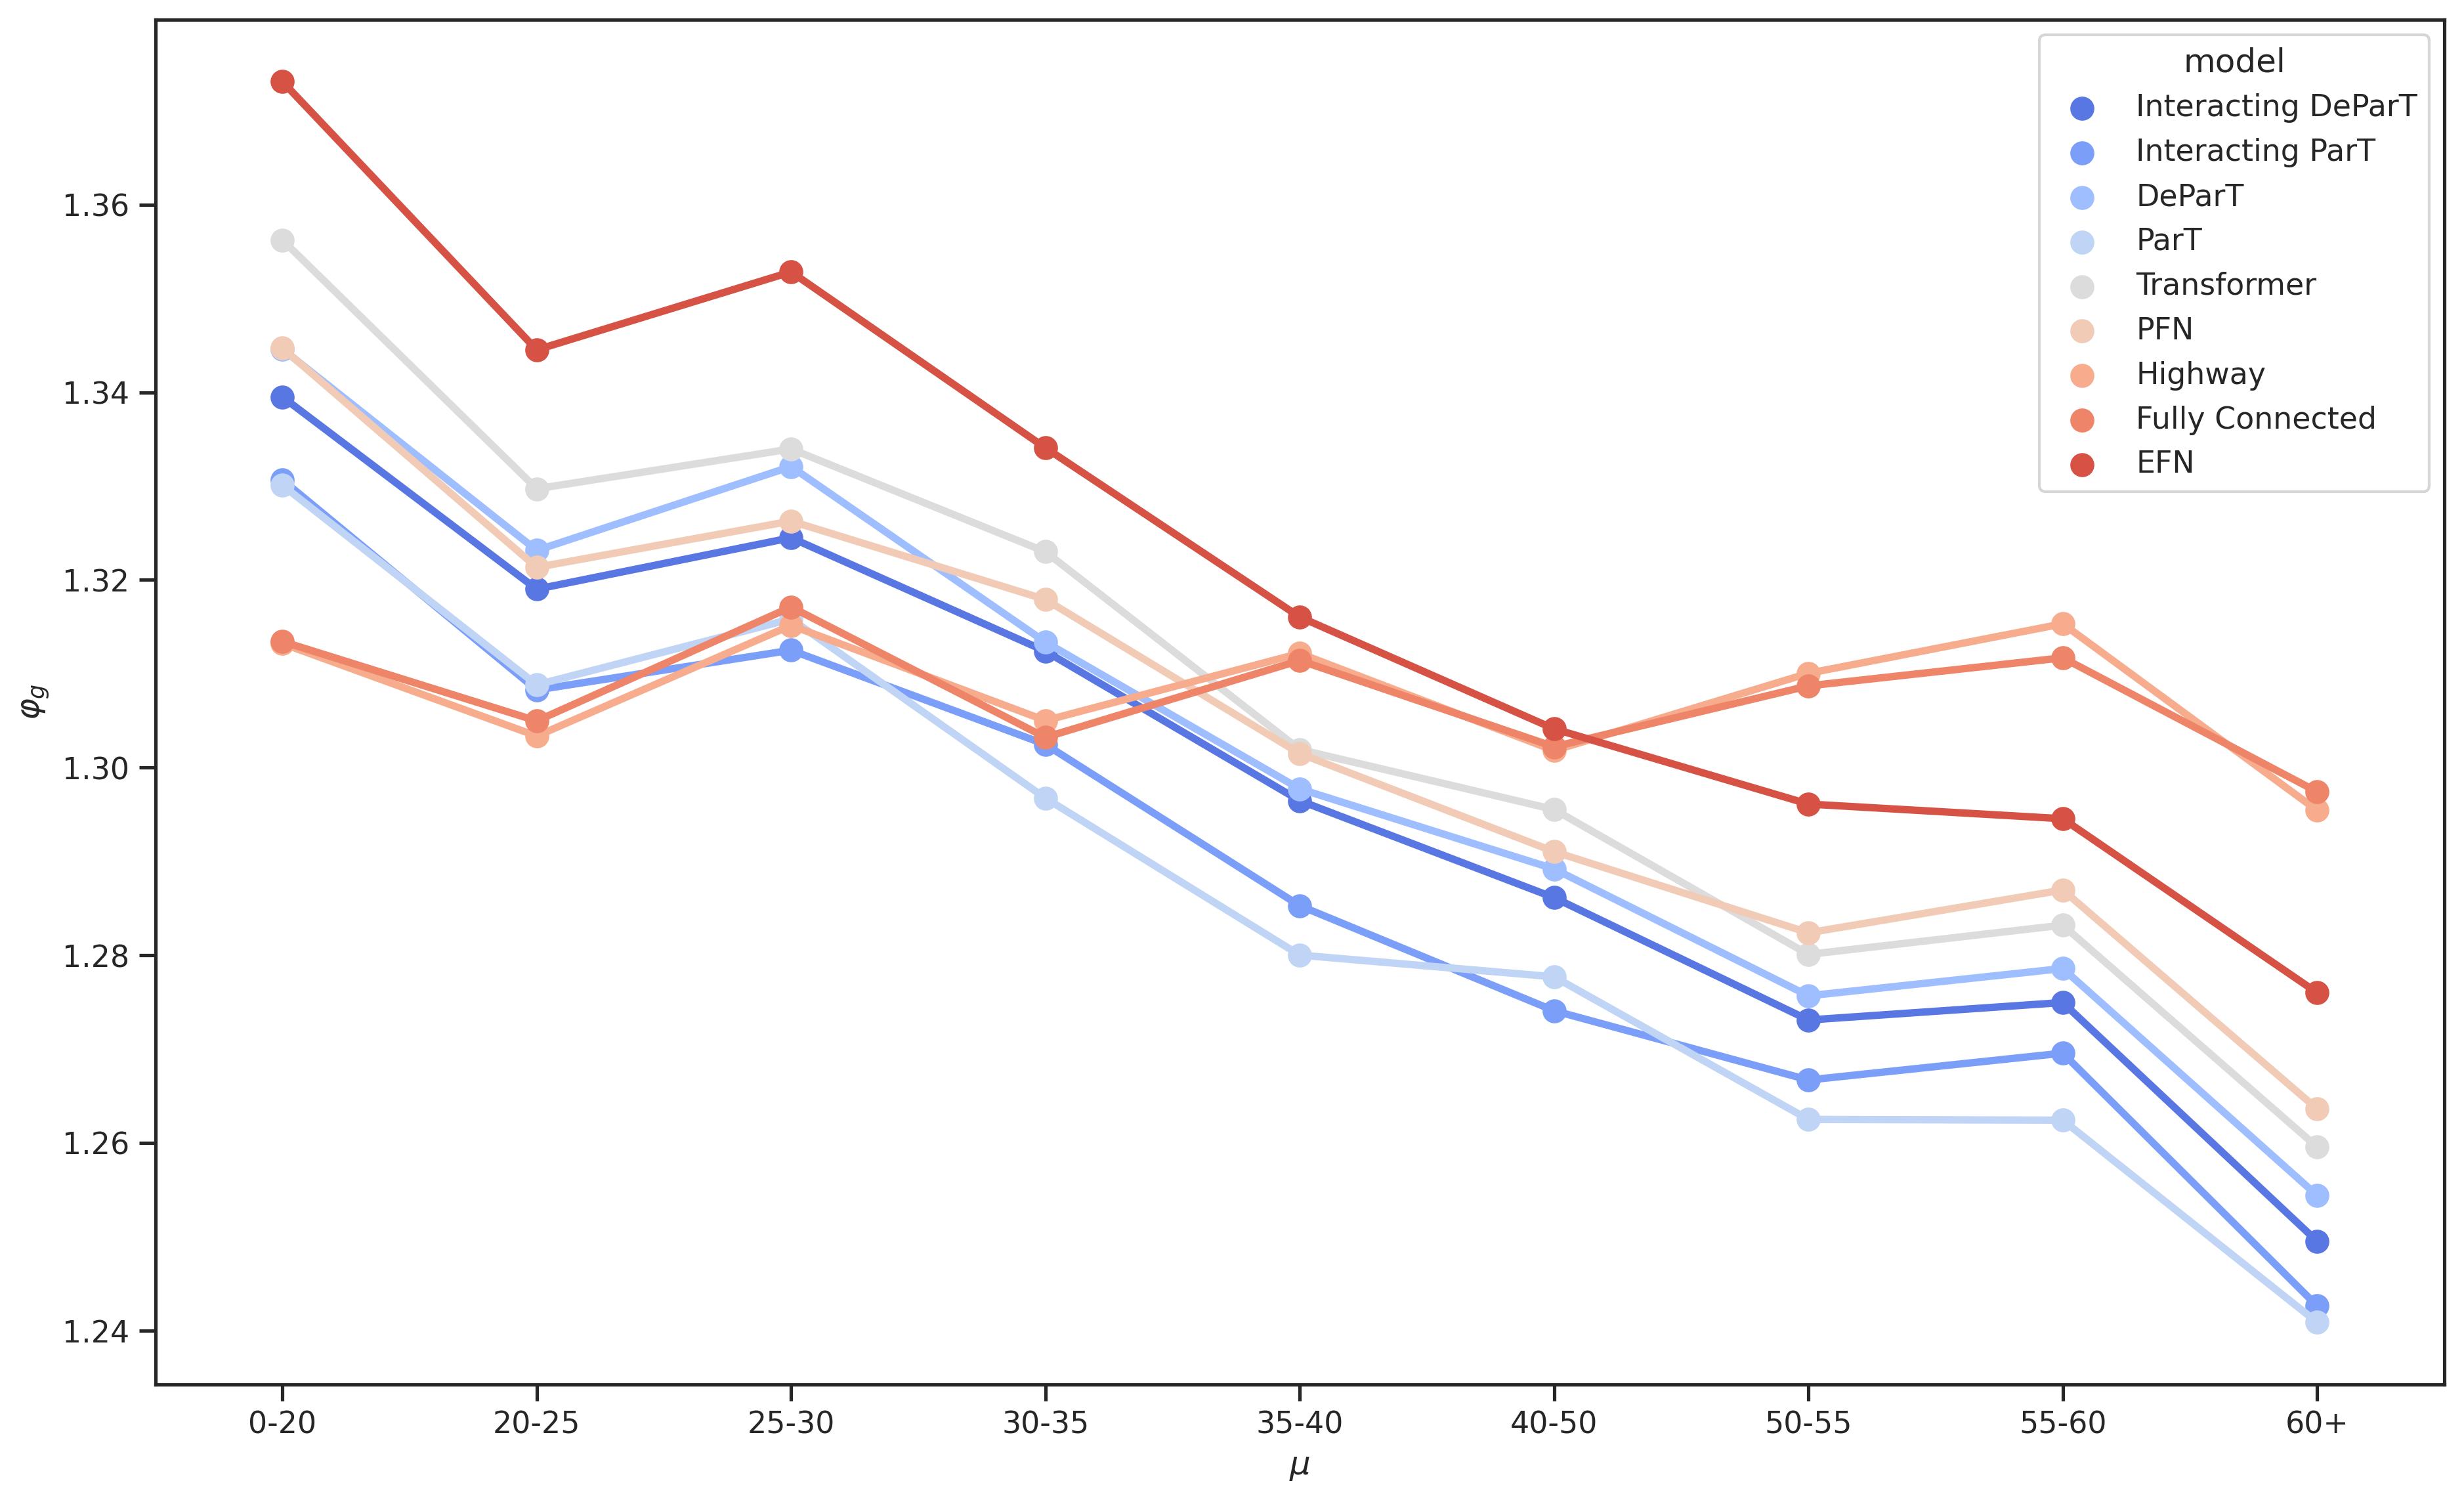 model
Interacting DeParT
Interacting ParT
DeParT
ParT
Transformer
PFN
Highway
Fully Connected
EFN
1.36
1.34
1.32
1.30
1.28
1.26
1.24
φg
0-20 20-25 25-30 30-35 35-40 40-50 50-55 55-60 60+
μ